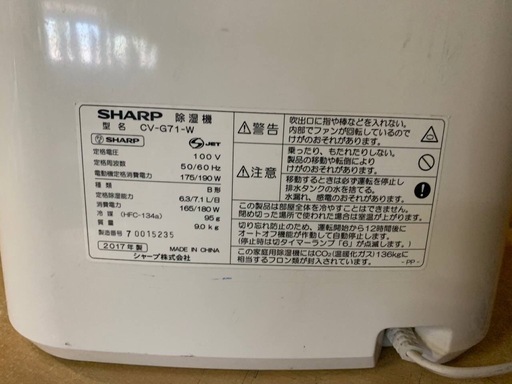 SHARP 除湿機
型名 CV-G71-W
SHARP JET
定格電圧 100V
定格周波数 50/60Hz
電動機定格消費電力 175/190W
種類 B形
定格除湿能力 6.3/7.1L/日
消費電力 165/180W
冷媒 (HFC-134a) 95g
質量 9.0kg
製造番号 70015235
2017年製 MADE IN CHINA
シャープ株式会社
警告
吹出口に指や棒などを入れない。
内部でファンが回転しているので
けがのおそれがあります。
注意
乗ったり、もたれたりしない。
製品の移動や転倒により
けがのおそれがあります。
移動するときは必ず運転を停止し
排水タンクの水を捨てる。
水漏れのおそれがあります。
この製品は部屋全体を冷やすことはできません。
閉め切った場所で使われた場合は室温が上がります。
切り忘れ防止のため、運転開始から12時間後に
オートオフ機能が作動して自動停止します。
(停止時は切タイマーランプ「6」が点滅します。)
この家庭用除湿機にはCO2(温暖化ガス)136kgに
相当するフロン類が封入されています。
-PP-